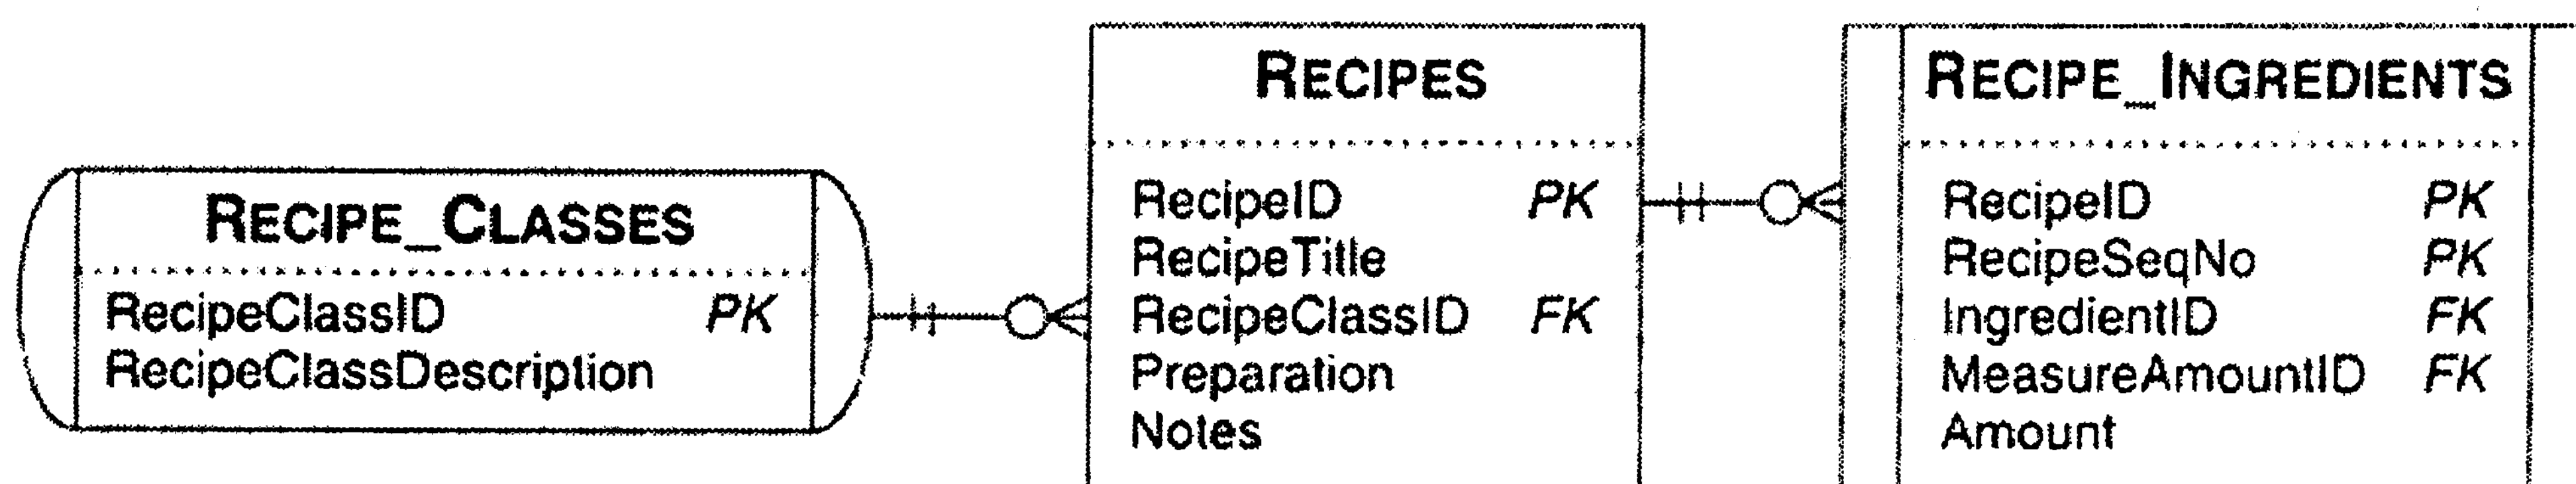 RECIPE_CLASSES
RecipeClassID PK
RecipeClassDescription
RECIPES
RecipeID PK
RecipeTitle
RecipeClassID FK
Preparation
Notes
RECIPE_INGREDIENTS
RecipeID PK
RecipeSeqNo PK
IngredientID FK
MeasureAmountID FK
Amount